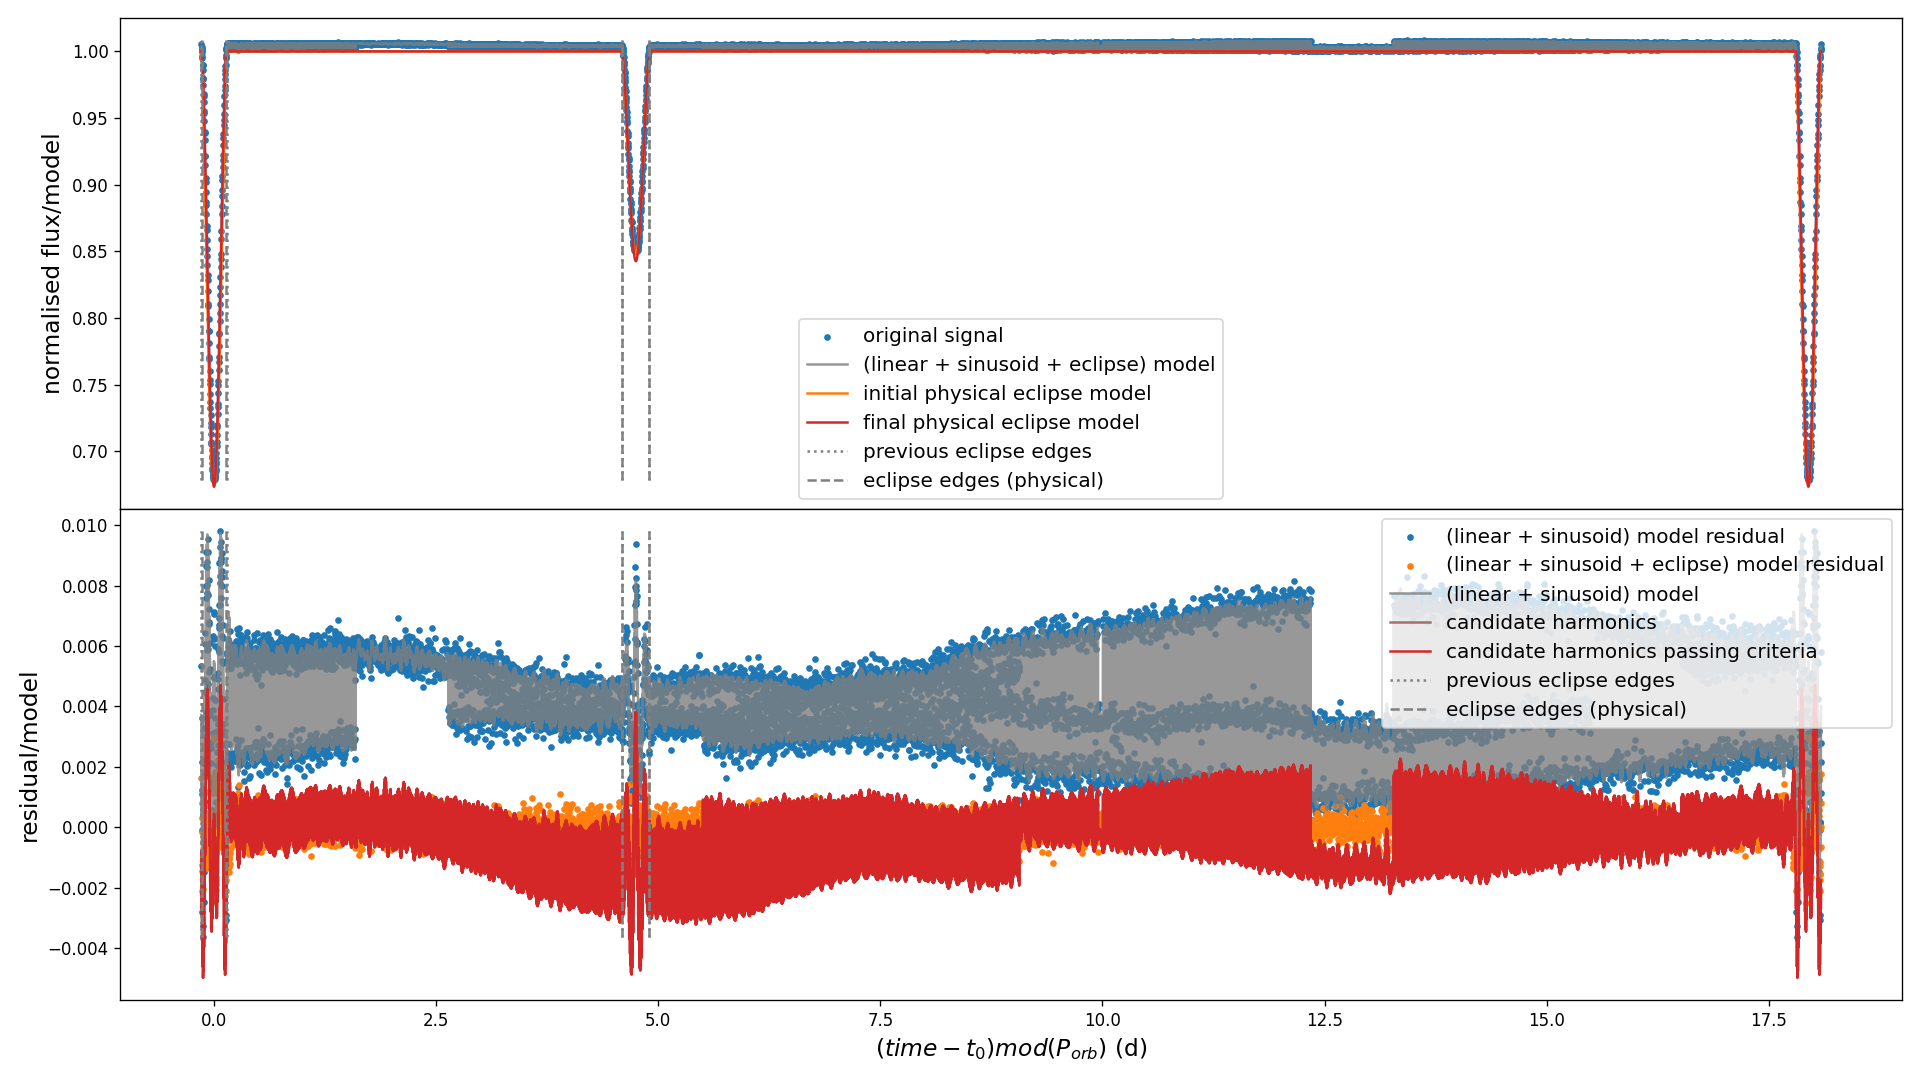 normalised flux/model
1.00
0.95
0.90
0.85
0.80
0.75
0.70
original signal
(linear + sinusoid + eclipse) model
initial physical eclipse model
final physical eclipse model
previous eclipse edges
eclipse edges (physical)
residual/model
0.010
0.008
0.006
0.004
0.002
0.000
−0.002
−0.004
(linear + sinusoid) model residual
(linear + sinusoid + eclipse) model residual
(linear + sinusoid) model
candidate harmonics
candidate harmonics passing criteria
previous eclipse edges
eclipse edges (physical)
0.0 2.5 5.0 7.5 10.0 12.5 15.0 17.5
(time − t₀)mod(Pₒᵣb) (d)